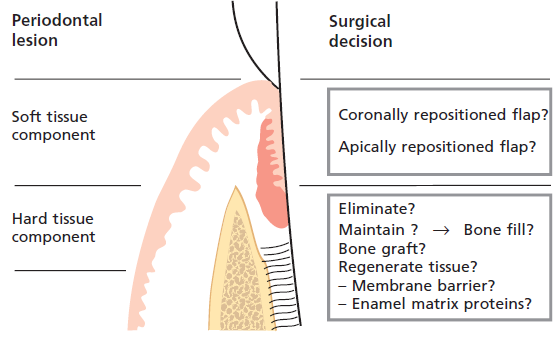 Periodontal
lesion
Surgical
decision
Soft tissue
component
Coronally repositioned flap?
Apically repositioned flap?
Hard tissue
component
Eliminate?
Maintain ? → Bone fill?
Bone graft?
Regenerate tissue?
– Membrane barrier?
– Enamel matrix proteins?